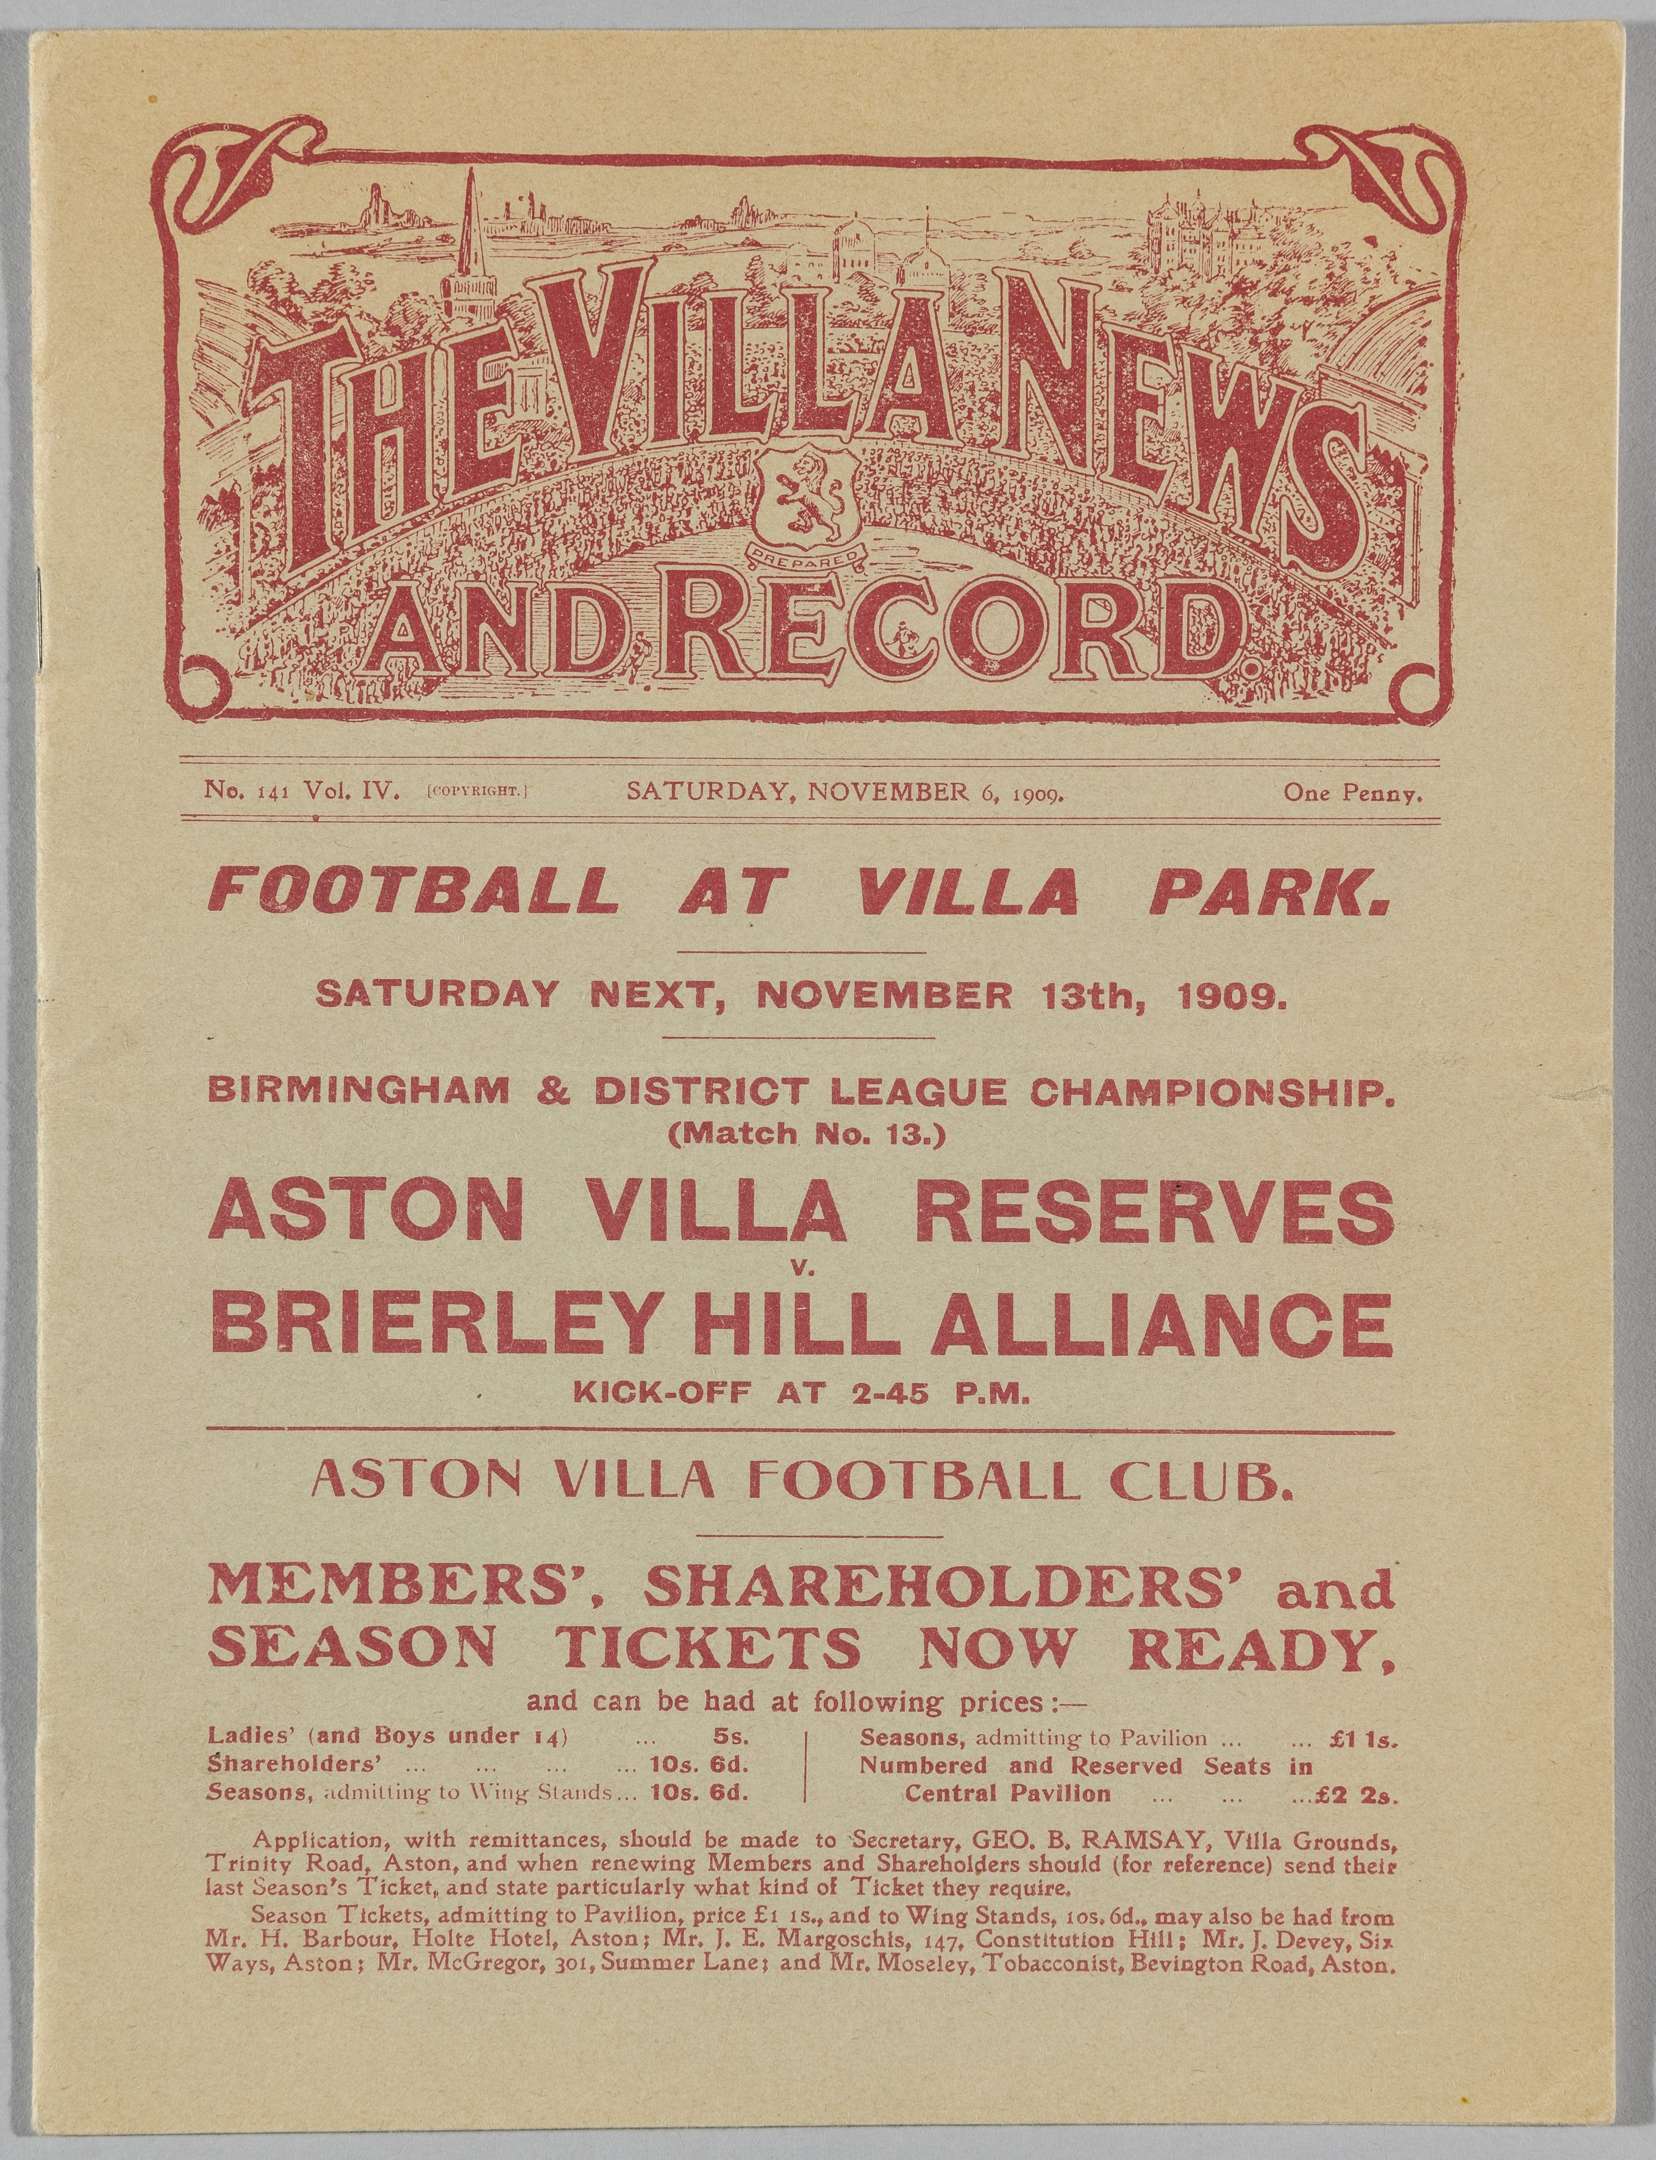 THE VILLA NEWS
PREPARED
AND RECORD.
No. 141 Vol. IV. [COPYRIGHT.] SATURDAY, NOVEMBER 6, 1909. One Penny.
FOOTBALL AT VILLA PARK.
SATURDAY NEXT, NOVEMBER 13th, 1909.
BIRMINGHAM & DISTRICT LEAGUE CHAMPIONSHIP.
(Match No. 13.)
ASTON VILLA RESERVES
v.
BRIERLEY HILL ALLIANCE
KICK-OFF AT 2-45 P.M.
ASTON VILLA FOOTBALL CLUB.
MEMBERS', SHAREHOLDERS' and
SEASON TICKETS NOW READY,
and can be had at following prices:—
Ladies' (and Boys under 14) ... 5s.
Shareholders' ... ... ... ... 10s. 6d.
Seasons, admitting to Wing Stands... 10s. 6d.
Seasons, admitting to Pavilion ... ... £1 1s.
Numbered and Reserved Seats in
Central Pavilion ... ... ...£2 2s.
Application, with remittances, should be made to Secretary, GEO. B. RAMSAY, Villa Grounds,
Trinity Road, Aston, and when renewing Members and Shareholders should (for reference) send their
last Season's Ticket, and state particularly what kind of Ticket they require.
Season Tickets, admitting to Pavilion, price £1 1s., and to Wing Stands, 10s. 6d., may also be had from
Mr. H. Barbour, Holte Hotel, Aston; Mr. J. E. Margoschis, 147, Constitution Hill; Mr. J. Devey, Six
Ways, Aston; Mr. McGregor, 301, Summer Lane; and Mr. Moseley, Tobacconist, Bevington Road, Aston.